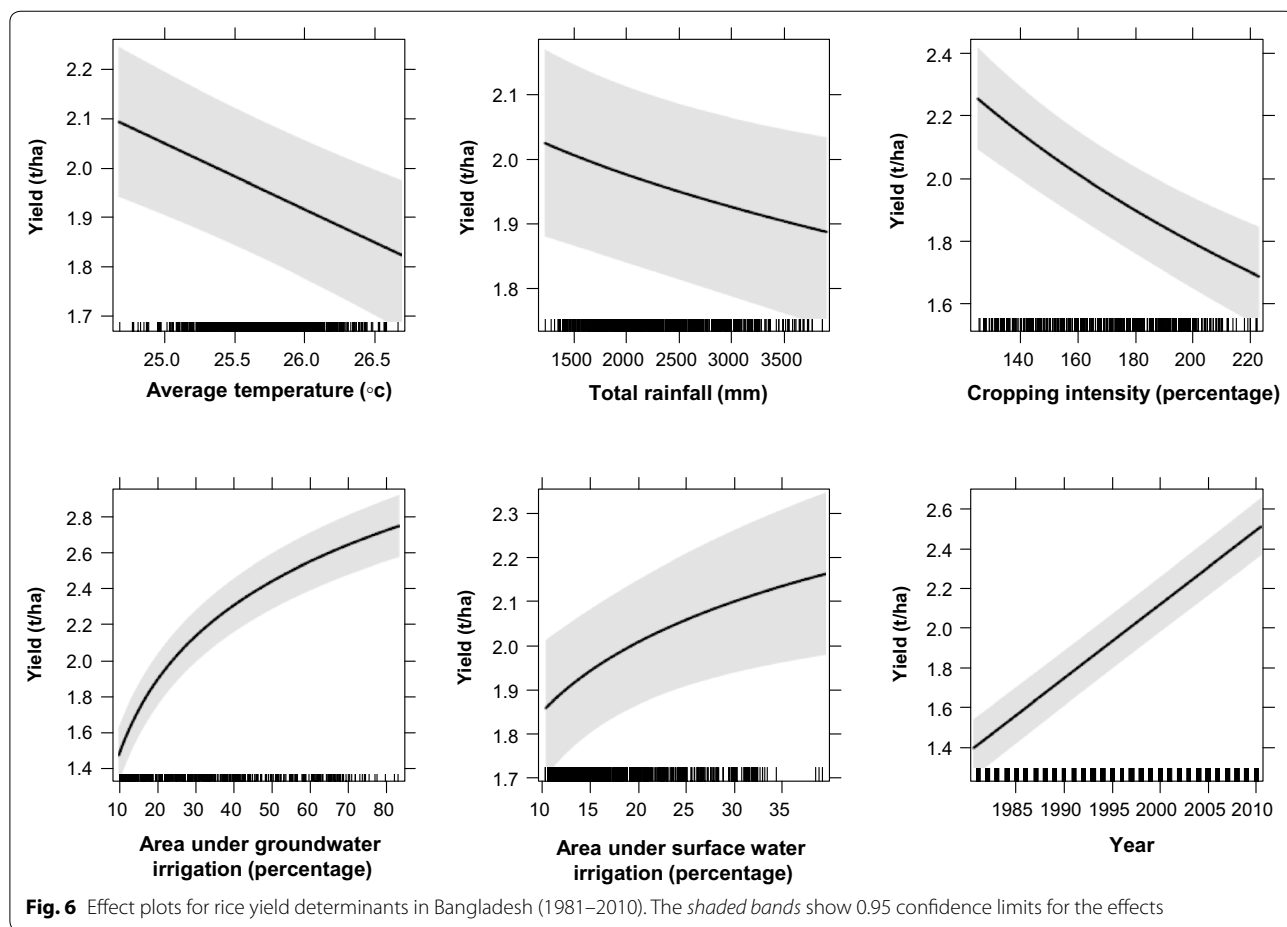 2.2
2.1
2.0
1.9
1.8
1.7
Yield (t/ha)
25.0 25.5 26.0 26.5
Average temperature (◦c)
2.1
2.0
1.9
1.8
Yield (t/ha)
1500 2000 2500 3000 3500
Total rainfall (mm)
2.4
2.2
2.0
1.8
1.6
Yield (t/ha)
140 160 180 200 220
Cropping intensity (percentage)
2.8
2.6
2.4
2.2
2.0
1.8
1.6
1.4
Yield (t/ha)
10 20 30 40 50 60 70 80
Area under groundwater
irrigation (percentage)
2.3
2.2
2.1
2.0
1.9
1.8
1.7
Yield (t/ha)
10 15 20 25 30 35
Area under surface water
irrigation (percentage)
2.6
2.4
2.2
2.0
1.8
1.6
1.4
Yield (t/ha)
1985 1990 1995 2000 2005 2010
Year
Fig. 6 Effect plots for rice yield determinants in Bangladesh (1981–2010). The shaded bands show 0.95 confidence limits for the effects